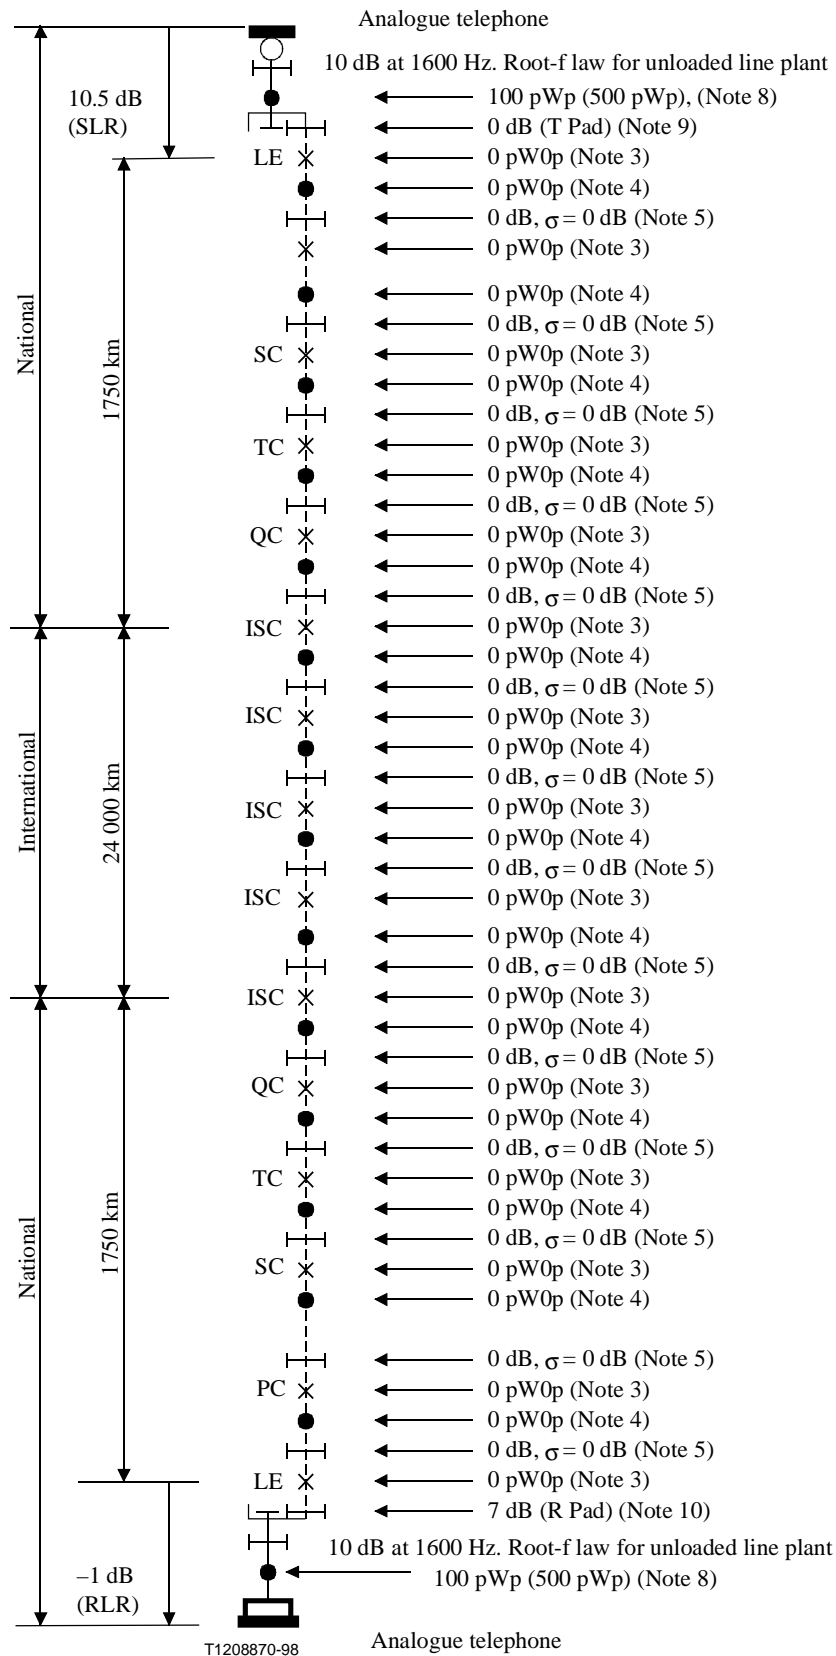 Analogue telephone
10 dB at 1600 Hz. Root-f law for unloaded line plant
10.5 dB
(SLR)
100 pWp (500 pWp), (Note 8)
0 dB (T Pad) (Note 9)
LE 0 pW0p (Note 3)
0 pW0p (Note 4)
0 dB, σ = 0 dB (Note 5)
0 pW0p (Note 3)
National
0 pW0p (Note 4)
0 dB, σ = 0 dB (Note 5)
SC 0 pW0p (Note 3)
1750 km
0 pW0p (Note 4)
0 dB, σ = 0 dB (Note 5)
TC 0 pW0p (Note 3)
0 pW0p (Note 4)
0 dB, σ = 0 dB (Note 5)
QC 0 pW0p (Note 3)
0 pW0p (Note 4)
0 dB, σ = 0 dB (Note 5)
ISC 0 pW0p (Note 3)
0 pW0p (Note 4)
0 dB, σ = 0 dB (Note 5)
ISC 0 pW0p (Note 3)
0 pW0p (Note 4)
0 dB, σ = 0 dB (Note 5)
International
24 000 km
ISC 0 pW0p (Note 3)
0 pW0p (Note 4)
0 dB, σ = 0 dB (Note 5)
ISC 0 pW0p (Note 3)
0 pW0p (Note 4)
0 dB, σ = 0 dB (Note 5)
ISC 0 pW0p (Note 3)
0 pW0p (Note 4)
0 dB, σ = 0 dB (Note 5)
QC 0 pW0p (Note 3)
0 pW0p (Note 4)
0 dB, σ = 0 dB (Note 5)
TC 0 pW0p (Note 3)
0 pW0p (Note 4)
National
1750 km
0 dB, σ = 0 dB (Note 5)
SC 0 pW0p (Note 3)
0 pW0p (Note 4)
0 dB, σ = 0 dB (Note 5)
PC 0 pW0p (Note 3)
0 pW0p (Note 4)
0 dB, σ = 0 dB (Note 5)
LE 0 pW0p (Note 3)
7 dB (R Pad) (Note 10)
10 dB at 1600 Hz. Root-f law for unloaded line plant
–1 dB
(RLR)
100 pWp (500 pWp) (Note 8)
Analogue telephone
T1208870-98